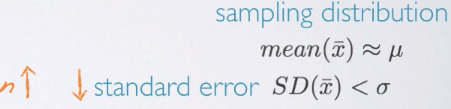 sampling distribution
mean(x̄) ≈ μ
n↑ ↓ standard error SD(x̄) < σ